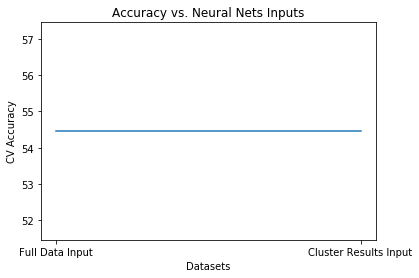 Accuracy vs. Neural Nets Inputs
57
56
55
54
53
52
CV Accuracy
Full Data Input
Cluster Results Input
Datasets